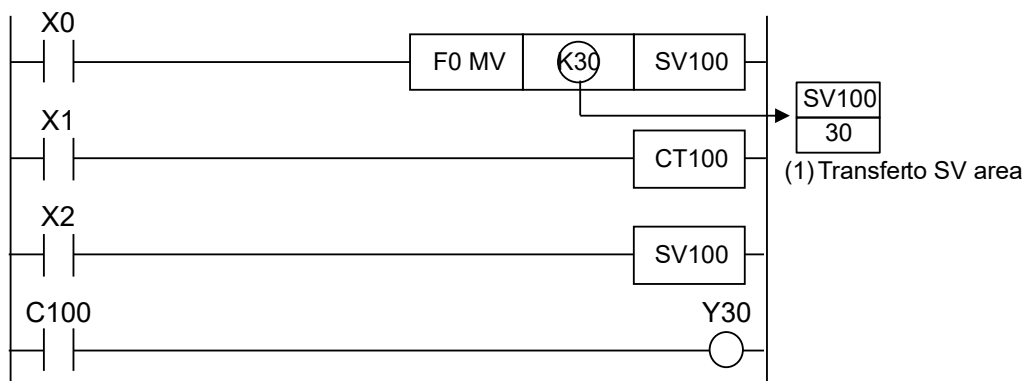 X0
F0 MV K30 SV100
SV100
30
(1) Transferto SV area
X1
CT100
X2
SV100
C100
Y30